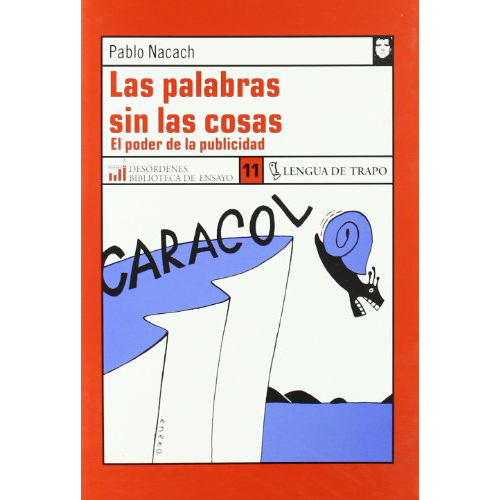 Pablo Nacach
Las palabras
sin las cosas
El poder de la publicidad
DESÓRDENES
BIBLIOTECA DE ENSAYO
11
LENGUA DE TRAPO
CARACOL
eneko